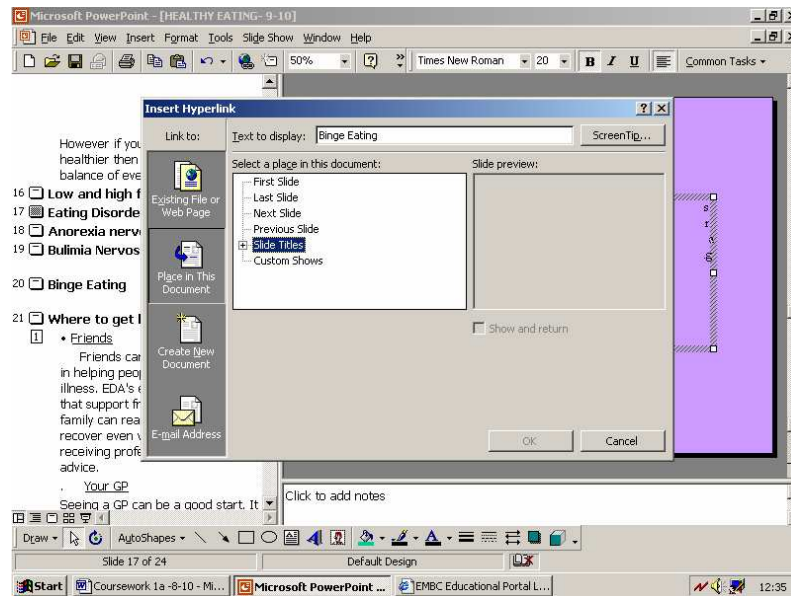 Microsoft PowerPoint - [HEALTHY EATING- 9-10]
File Edit View Insert Format Tools Slide Show Window Help
50% Times New Roman 20 B I U Common Tasks
Insert Hyperlink
Link to:
Text to display: Binge Eating
ScreenTip...
Select a place in this document:
Slide preview:
Existing File or
Web Page
Place in This
Document
Create New
Document
E-mail Address
First Slide
Last Slide
Next Slide
Previous Slide
Slide Titles
Custom Shows
Show and return
OK
Cancel
However if you
healthier then
balance of eve
16 Low and high f
17 Eating Disorde
18 Anorexia nerv
19 Bulimia Nervos
20 Binge Eating
21 Where to get
1 • Friends
Friends car
in helping peo
illness. EDA's e
that support fr
family can rea
recover even
receiving profe
advice.
. Your GP
Seeing a GP can be a good start. It
Click to add notes
Draw AutoShapes
Slide 17 of 24
Default Design
Start
Coursework 1a -8-10 - Mi...
Microsoft PowerPoint ...
EMBC Educational Portal L...
12:35